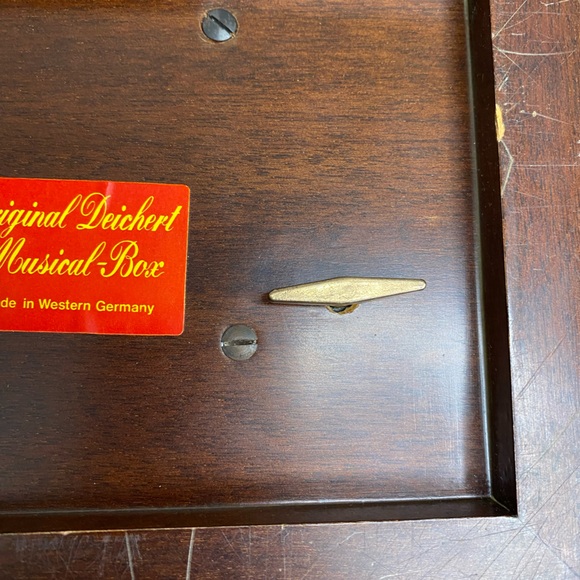 riginal Deichert
Musical-Box
de in Western Germany